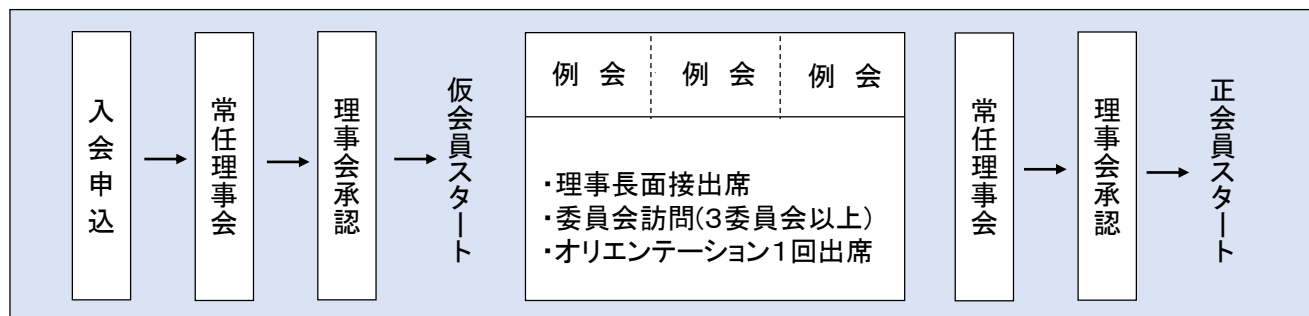 入会申込
常任理事会
理事会承認
仮会員スタート
例 会
例 会
例 会
・理事長面接出席
・委員会訪問(3委員会以上)
・オリエンテーション1回出席
常任理事会
理事会承認
正会員スタート